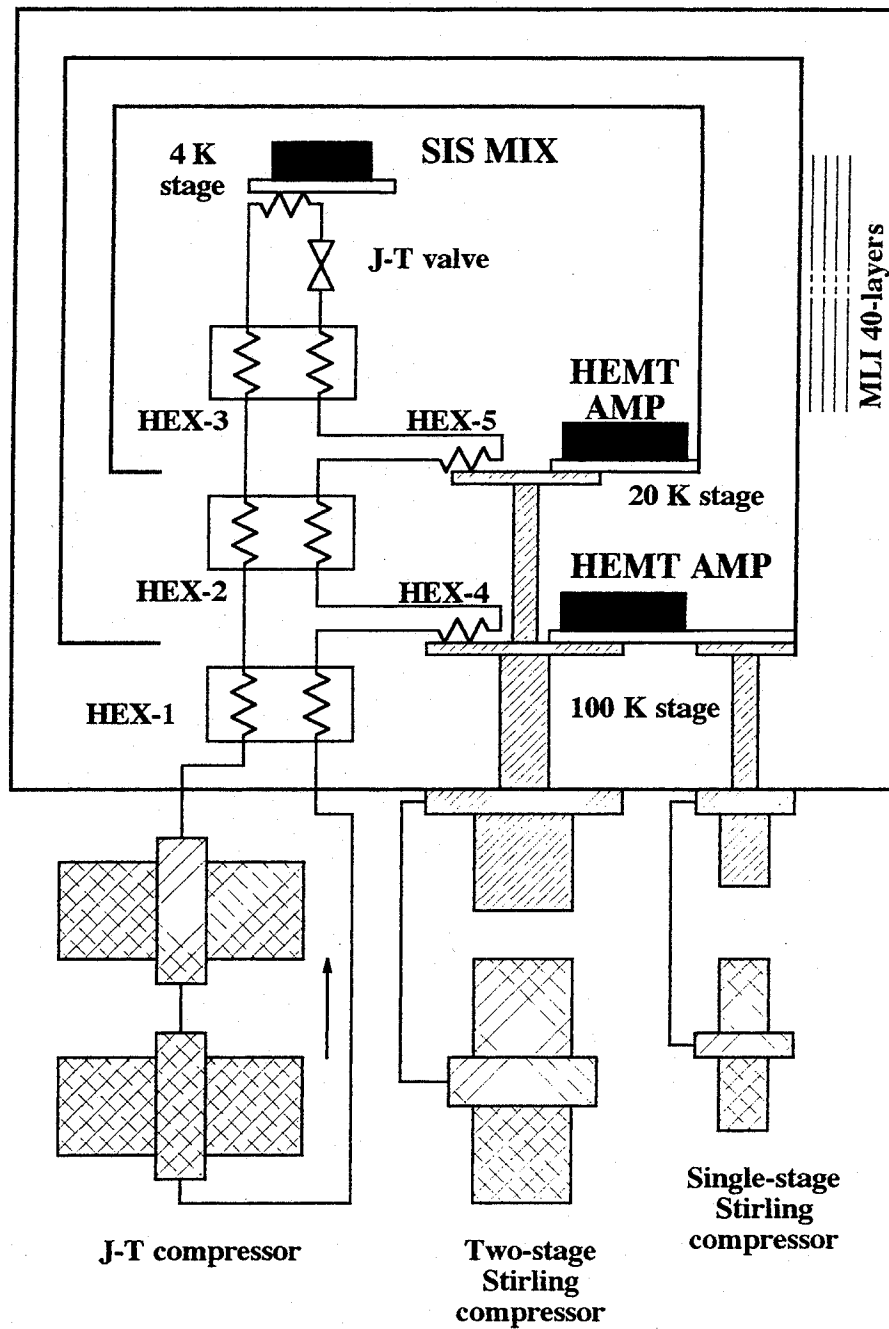 4 K
stage
SIS MIX
J-T valve
MLI 40-layers
HEX-3
HEX-5
HEMT
AMP
20 K stage
HEX-2
HEX-4
HEMT AMP
HEX-1
100 K stage
J-T compressor
Two-stage
Stirling
compressor
Single-stage
Stirling
compressor